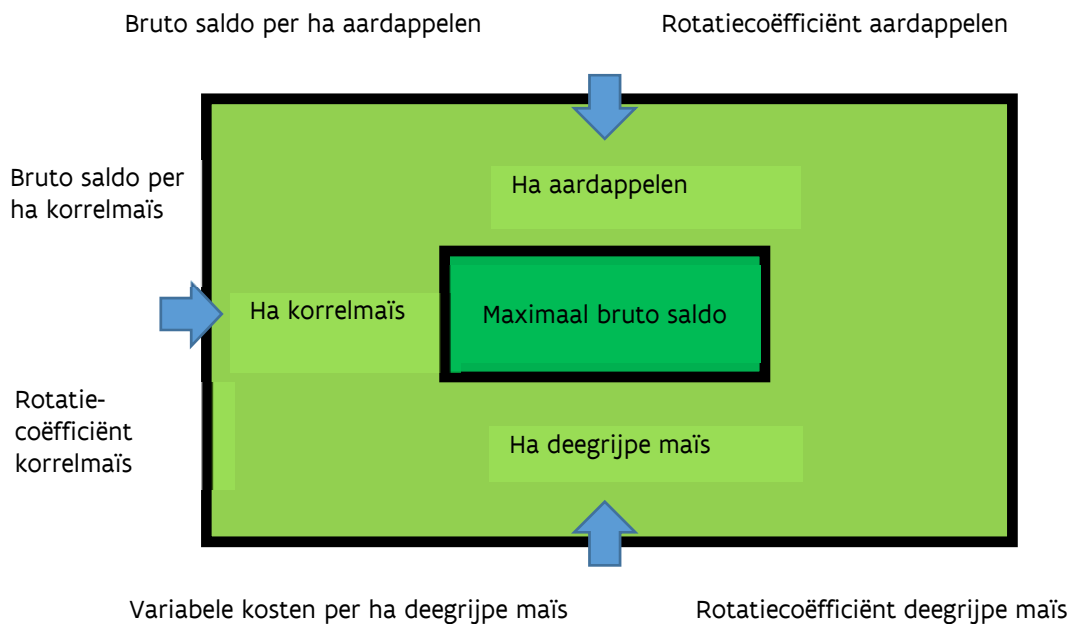 Bruto saldo per ha aardappelen
Rotatiecoëfficiënt aardappelen
Bruto saldo per
ha korrelmaïs
Ha aardappelen
Ha korrelmaïs
Maximaal bruto saldo
Rotatie-
coëfficiënt
korrelmaïs
Ha deegrijpe maïs
Variabele kosten per ha deegrijpe maïs
Rotatiecoëfficiënt deegrijpe maïs